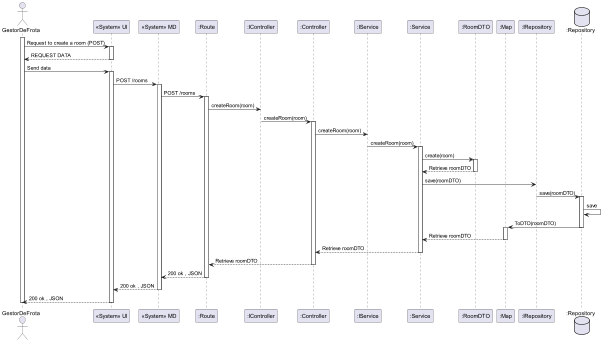 GestorDeFrota
«System» UI
«System» MD
:Route
:IController
:Controller
:IService
:Service
:RoomDTO
:Map
:IRepository
:Repository
Request to create a room (POST)
REQUEST DATA
Send data
POST /rooms
POST /rooms
createRoom(room)
createRoom(room)
createRoom(room)
createRoom(room)
create(room)
Retrieve roomDTO
save(roomDTO)
save(roomDTO)
save
ToDTO(roomDTO)
Retrieve roomDTO
Retrieve roomDTO
Retrieve roomDTO
200 ok , JSON
200 ok , JSON
200 ok , JSON
GestorDeFrota
«System» UI
«System» MD
:Route
:IController
:Controller
:IService
:Service
:RoomDTO
:Map
:IRepository
:Repository